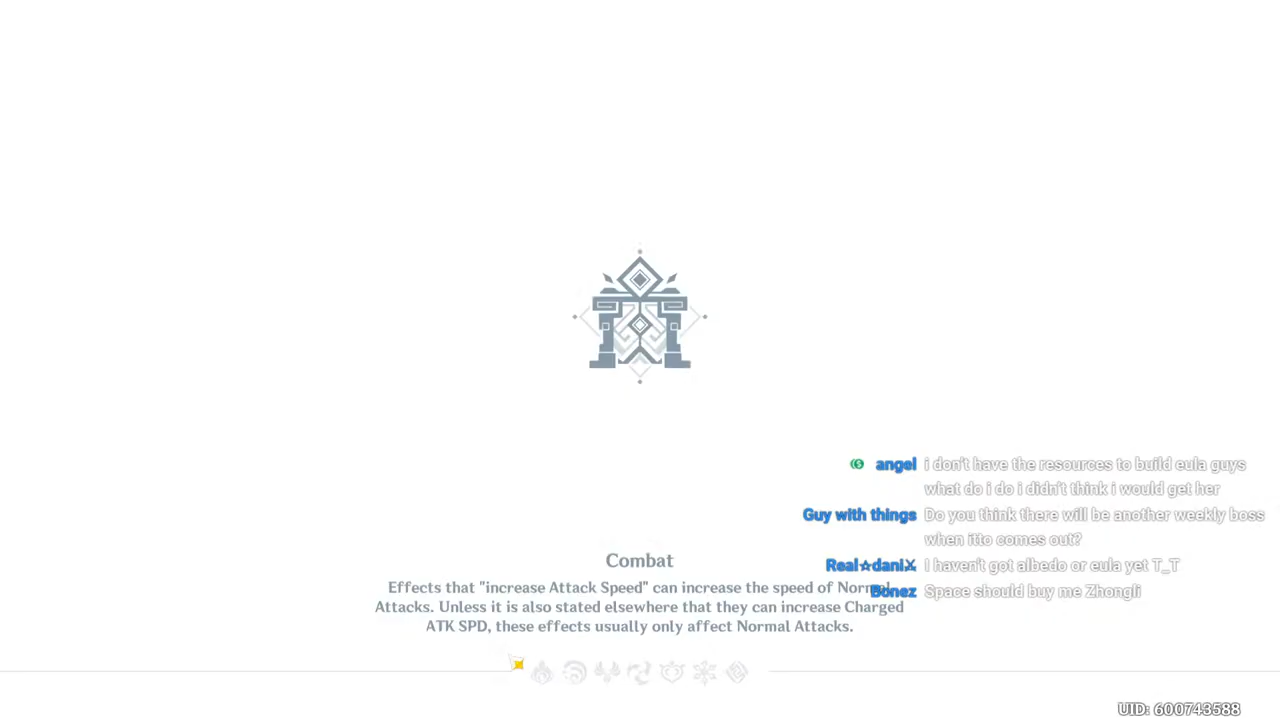 angel i don't have the resources to build eula guys
what do i do i didn't think i would get her
Guy with things Do you think there will be another weekly boss
when itto comes out?
Real☆dani⚔ I haven't got albedo or eula yet T_T
Bonez Space should buy me Zhongli
Combat
Effects that "increase Attack Speed" can increase the speed of Normal
Attacks. Unless it is also stated elsewhere that they can increase Charged
ATK SPD, these effects usually only affect Normal Attacks.
UID: 600743588